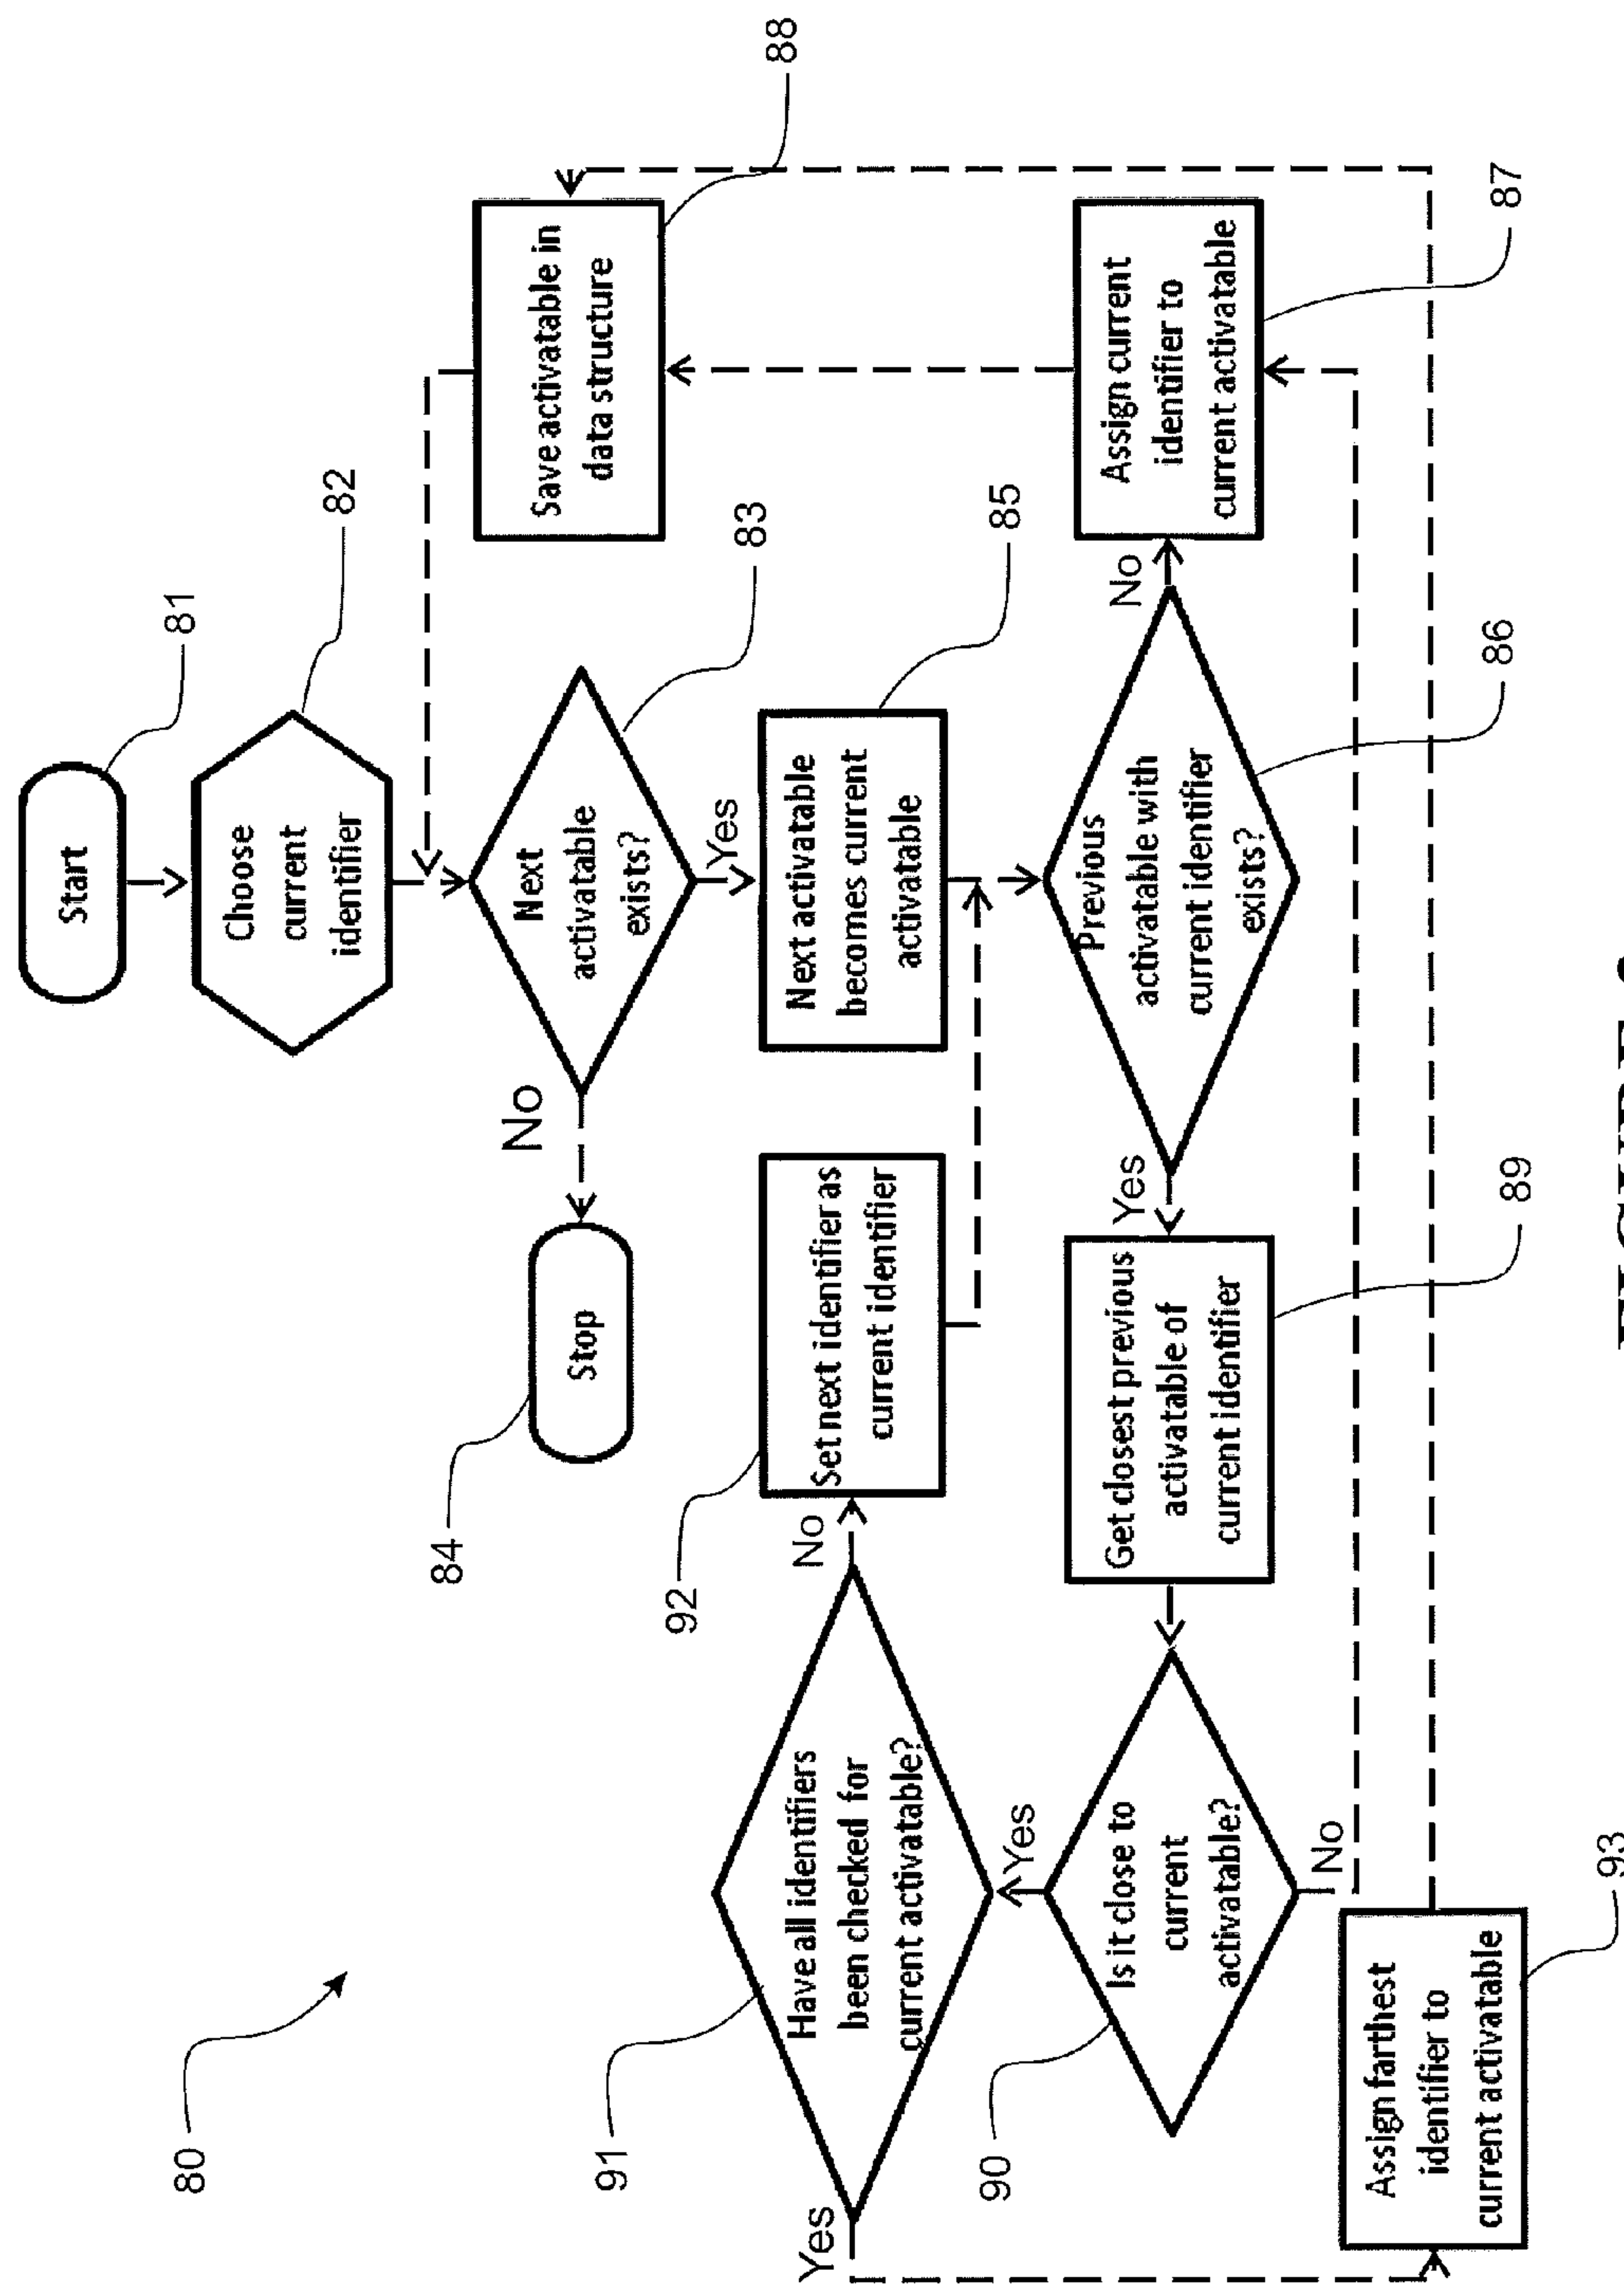 80
Start
81
Choose
current
identifier
82
Next
activatable
exists?
83
No
Yes
Stop
84
Next activatable
becomes current
activatable
85
Previous
activatable with
current identifier
exists?
86
No
Yes
Assign current
identifier to
current activatable
87
Save activatable in
data structure
88
Get closest previous
activatable of
current identifier
89
Is it close to
current
activatable?
90
Yes
No
Have all identifiers
been checked for
current activatable?
91
No
Yes
Set next identifier as
current identifier
92
Assign farthest
identifier to
current activatable
93